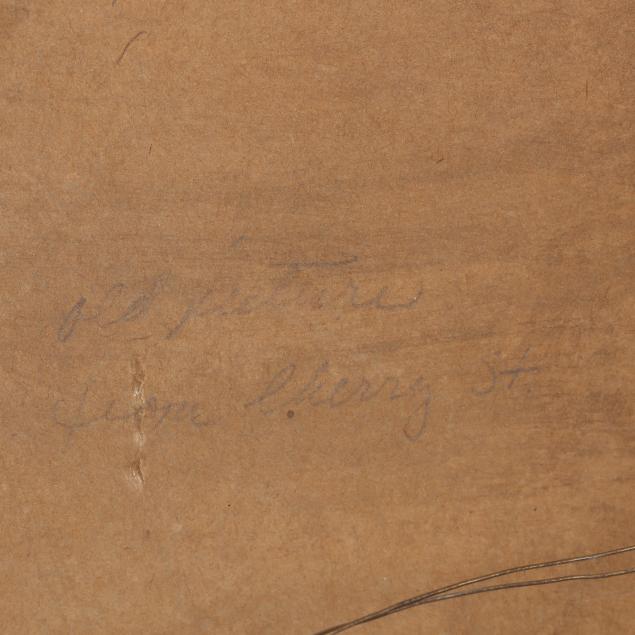 old picture
from Cherry St.